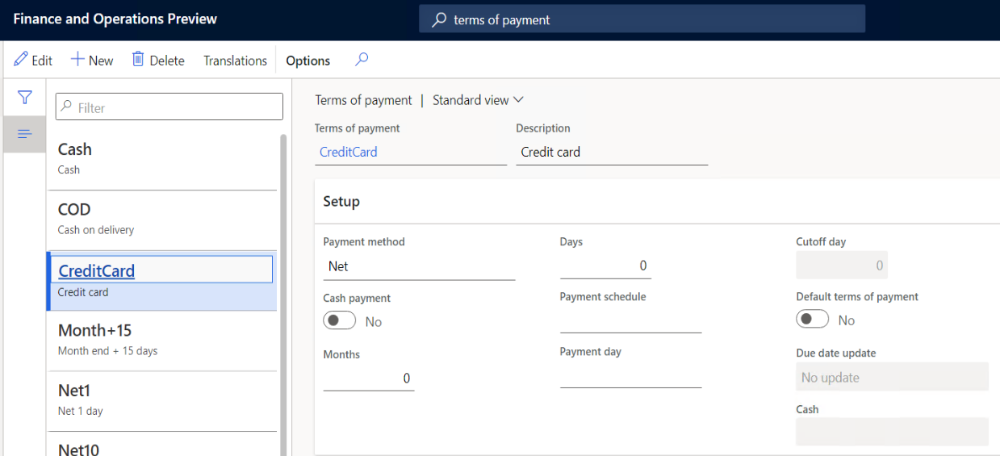 Finance and Operations Preview
terms of payment
Edit New Delete Translations Options
Filter
Cash
Cash
COD
Cash on delivery
CreditCard
Credit card
Month+15
Month end + 15 days
Net1
Net 1 day
Net10
Terms of payment | Standard view
Terms of payment Description
CreditCard Credit card
Setup
Payment method Days Cutoff day
Net 0 0
Cash payment Payment schedule Default terms of payment
No No
Months Payment day Due date update
0 No update
Cash